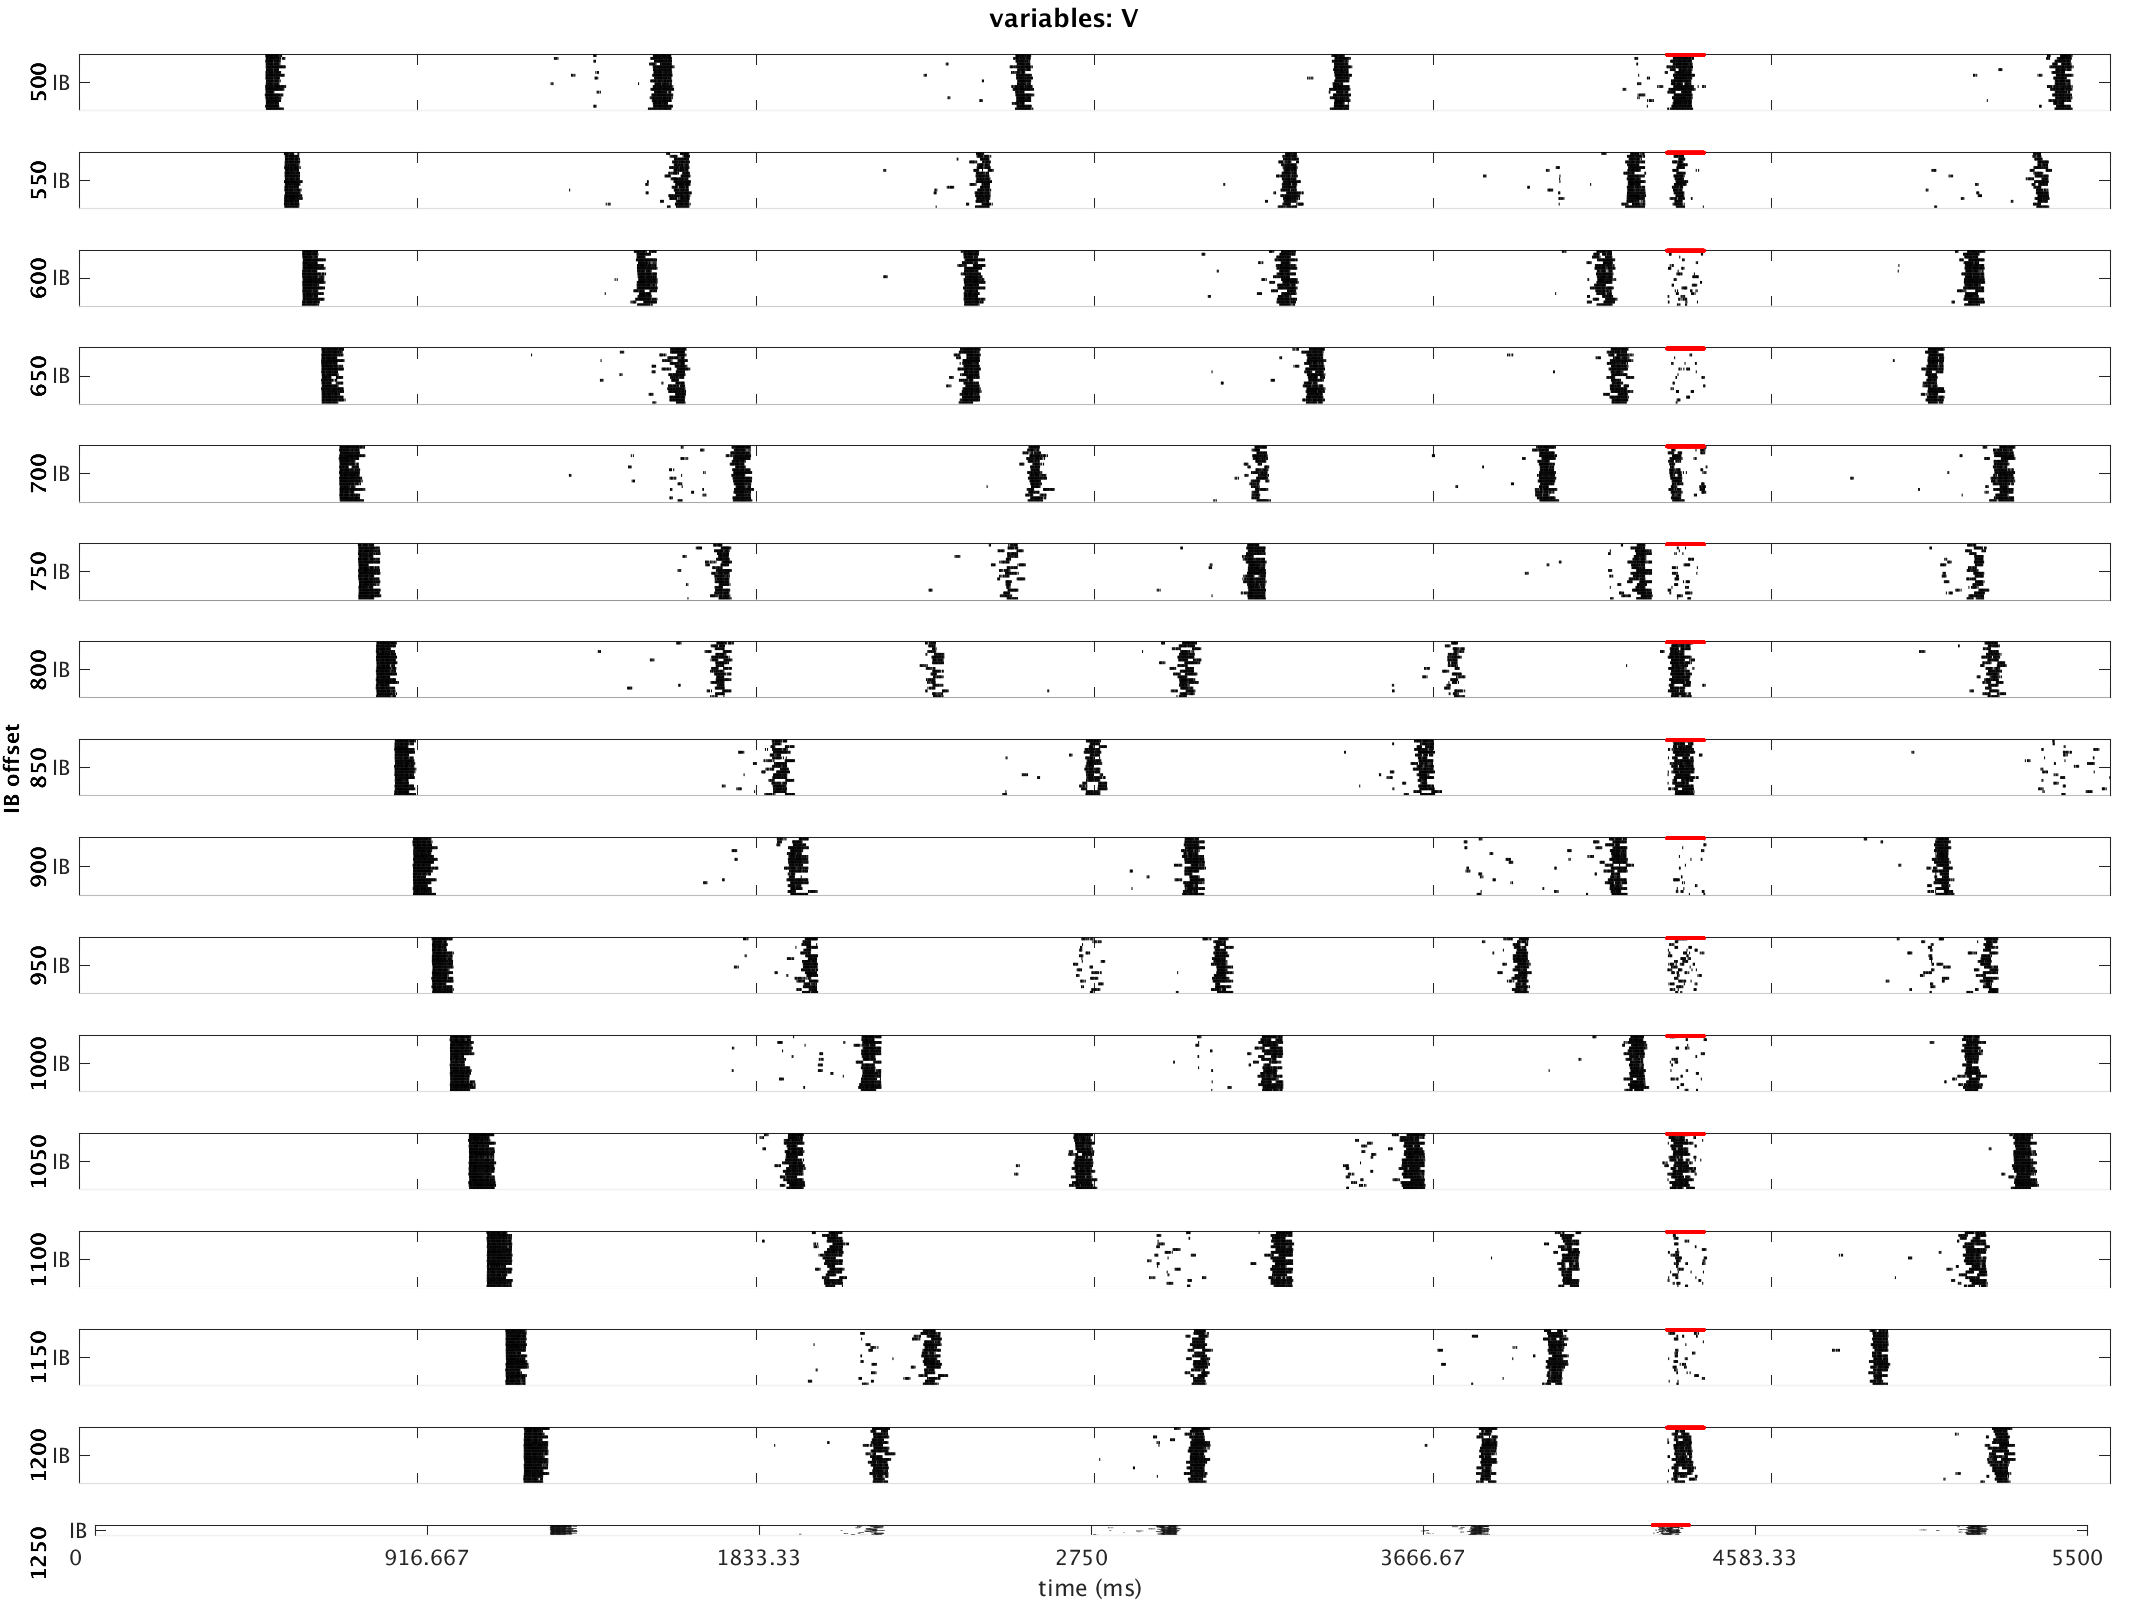 variables: V
500 IB
550 IB
600 IB
650 IB
700 IB
750 IB
800 IB
IB offset
850 IB
900 IB
950 IB
1000 IB
1050 IB
1100 IB
1150 IB
1200 IB
1250 IB
0 916.667 1833.33 2750 3666.67 4583.33 5500
time (ms)